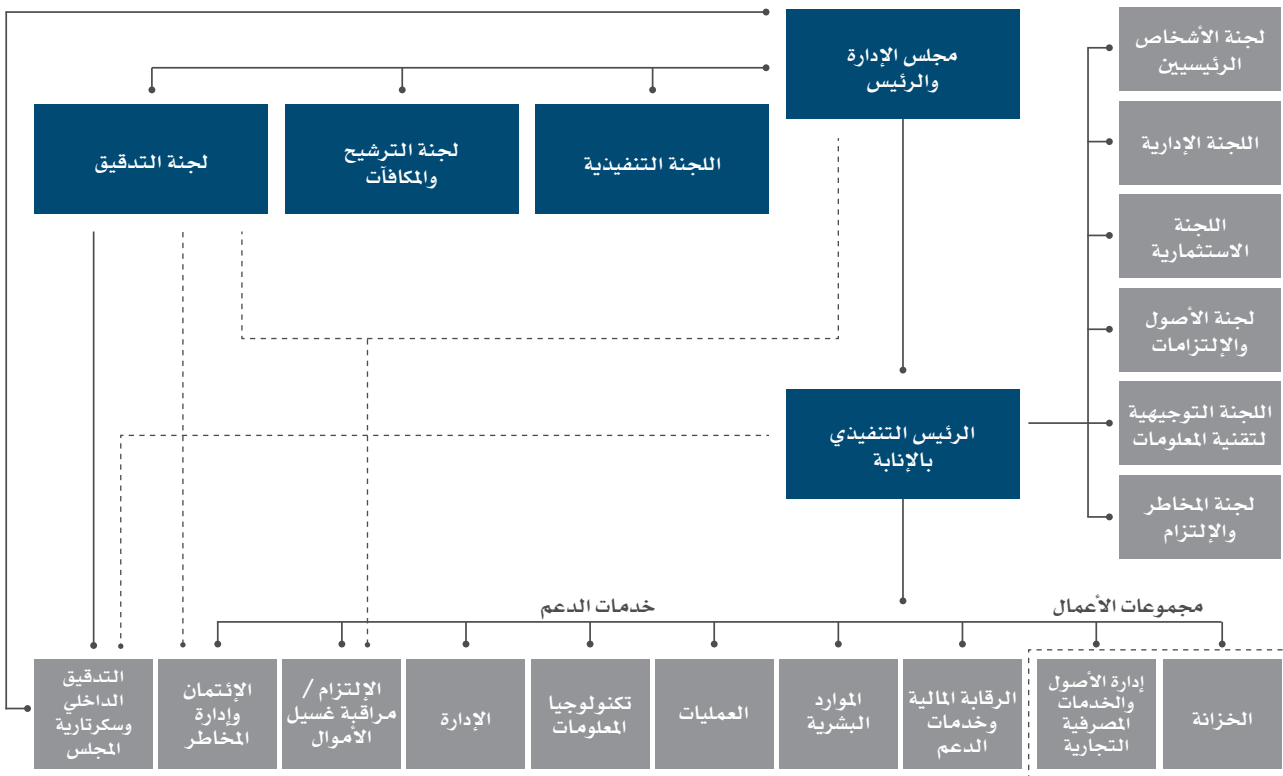 مجلس الإدارة
والرئيس
اللجنة التنفيذية
لجنة الترشيح
والمكافآت
لجنة التدقيق
لجنة الأشخاص
الرئيسيين
اللجنة الإدارية
اللجنة
الاستثمارية
لجنة الأصول
والإلتزامات
اللجنة التوجيهية
لتقنية المعلومات
لجنة المخاطر
والإلتزام
الرئيس التنفيذي
بالإنابة
مجموعات الأعمال
خدمات الدعم
الخزانة
إدارة الأصول
والخدمات
المصرفية
التجارية
الرقابة المالية
وخدمات
الدعم
الموارد
البشرية
العمليات
تكنولوجيا
المعلومات
الإدارة
الإلتزام /
مراقبة غسيل
الأموال
الإئتمان
وإدارة
المخاطر
التدقيق
الداخلي
وسكرتارية
المجلس